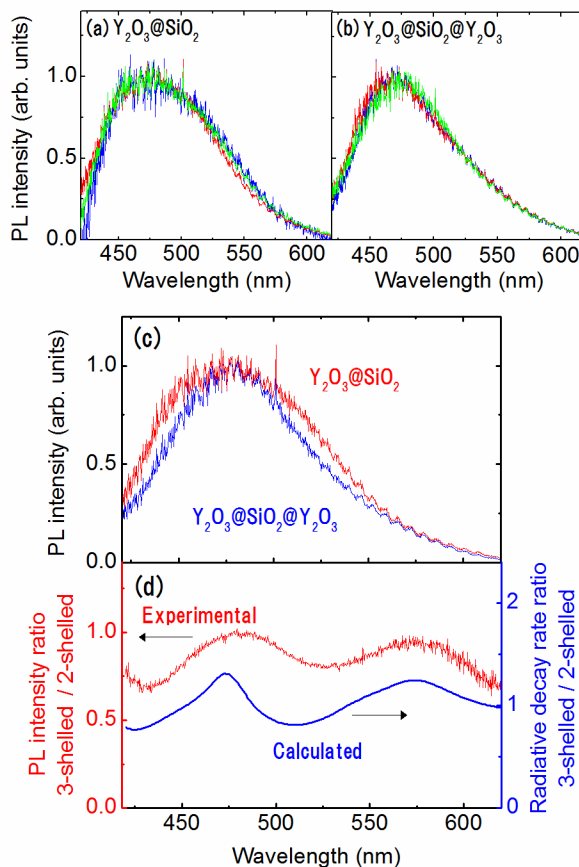 (a) Y₂O₃@SiO₂
(b) Y₂O₃@SiO₂@Y₂O₃
PL intensity (arb. units)
1.0
0.5
0.0
450 500 550 600
450 500 550 600
Wavelength (nm)
Wavelength (nm)
(c)
PL intensity (arb. units)
1.0
0.5
0.0
Y₂O₃@SiO₂
Y₂O₃@SiO₂@Y₂O₃
(d)
PL intensity ratio
3-shelled / 2-shelled
1.0
0.5
0.0
Experimental
Calculated
2
1
0
Radiative decay rate ratio
3-shelled / 2-shelled
450 500 550 600
Wavelength (nm)